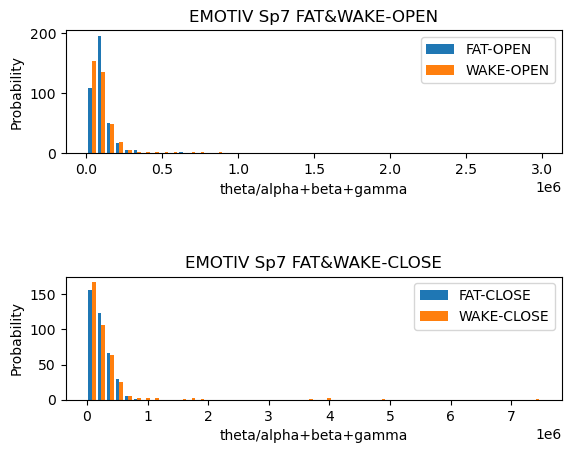 EMOTIV Sp7 FAT&WAKE-OPEN
Probability
200
100
0
FAT-OPEN
WAKE-OPEN
0.0 0.5 1.0 1.5 2.0 2.5 3.0
theta/alpha+beta+gamma
1e6
EMOTIV Sp7 FAT&WAKE-CLOSE
Probability
150
100
50
0
FAT-CLOSE
WAKE-CLOSE
0 1 2 3 4 5 6 7
theta/alpha+beta+gamma
1e6